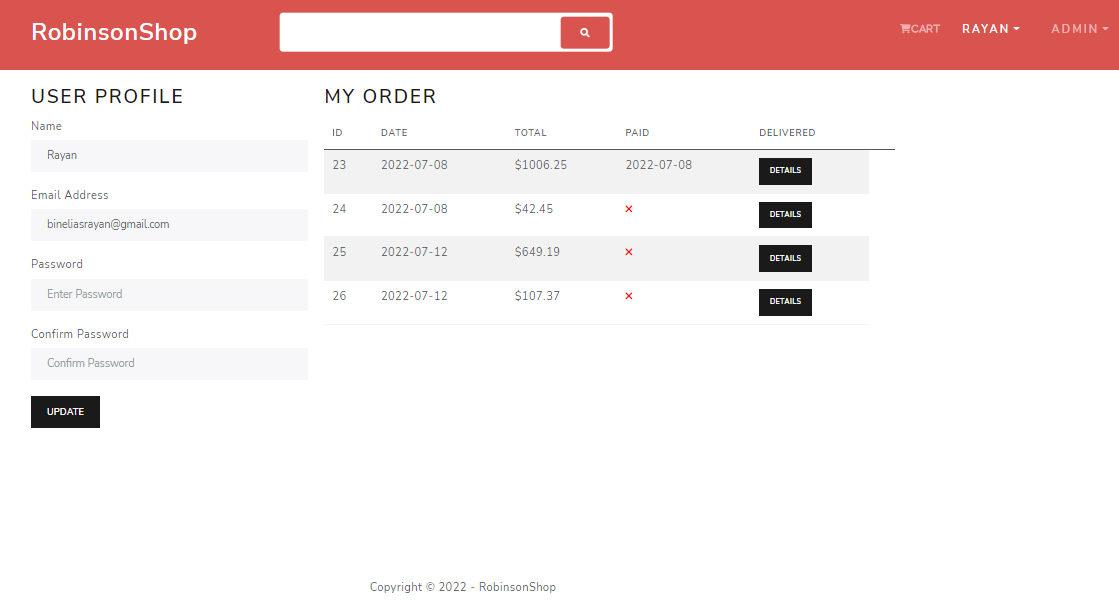 RobinsonShop
CART
RAYAN
ADMIN
USER PROFILE
Name
Rayan
Email Address
bineliasrayan@gmail.com
Password
Enter Password
Confirm Password
Confirm Password
UPDATE
MY ORDER
ID DATE TOTAL PAID DELIVERED
23 2022-07-08 $1006.25 2022-07-08 DETAILS
24 2022-07-08 $42.45 × DETAILS
25 2022-07-12 $649.19 × DETAILS
26 2022-07-12 $107.37 × DETAILS
Copyright © 2022 - RobinsonShop